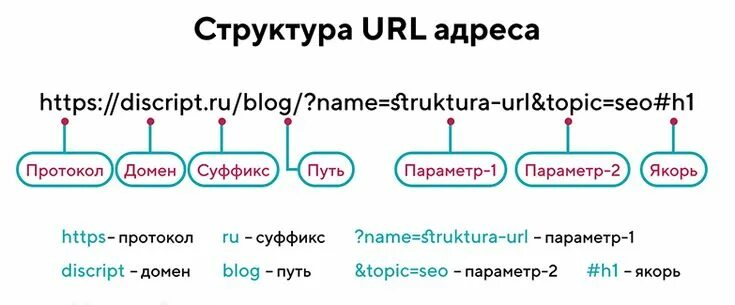 Структура URL адреса
https://discript.ru/blog/?name=struktura-url&topic=seo#h1
Протокол Домен Суффикс Путь Параметр-1 Параметр-2 Якорь
https – протокол ru – суффикс ?name=struktura-url – параметр-1
discript – домен blog – путь &topic=seo – параметр-2 #h1 – якорь